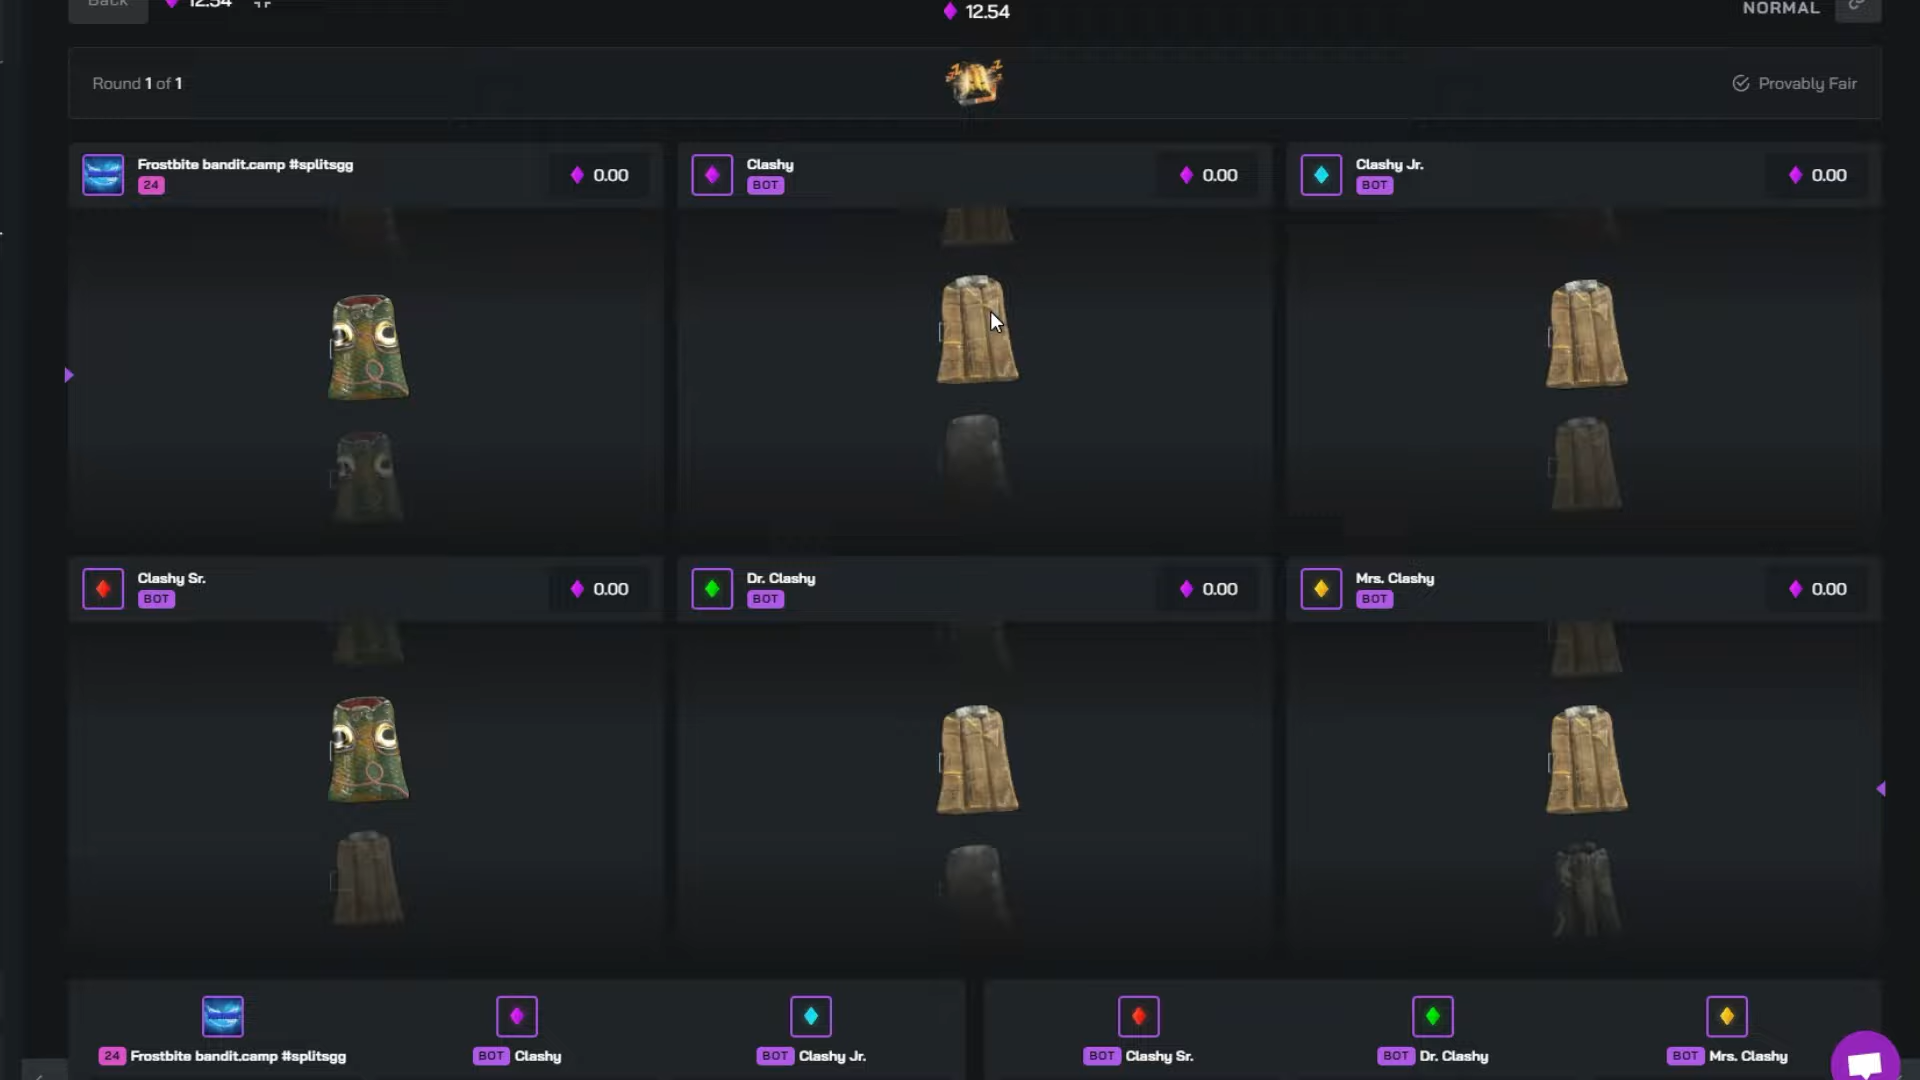 Back 12.54
12.54
NORMAL
Round 1 of 1
Provably Fair
Frostbite bandit.camp #splitsgg
24
0.00
Clashy
BOT
0.00
Clashy Jr.
BOT
0.00
Clashy Sr.
BOT
0.00
Dr. Clashy
BOT
0.00
Mrs. Clashy
BOT
0.00
24 Frostbite bandit.camp #splitsgg
BOT Clashy
BOT Clashy Jr.
BOT Clashy Sr.
BOT Dr. Clashy
BOT Mrs. Clashy